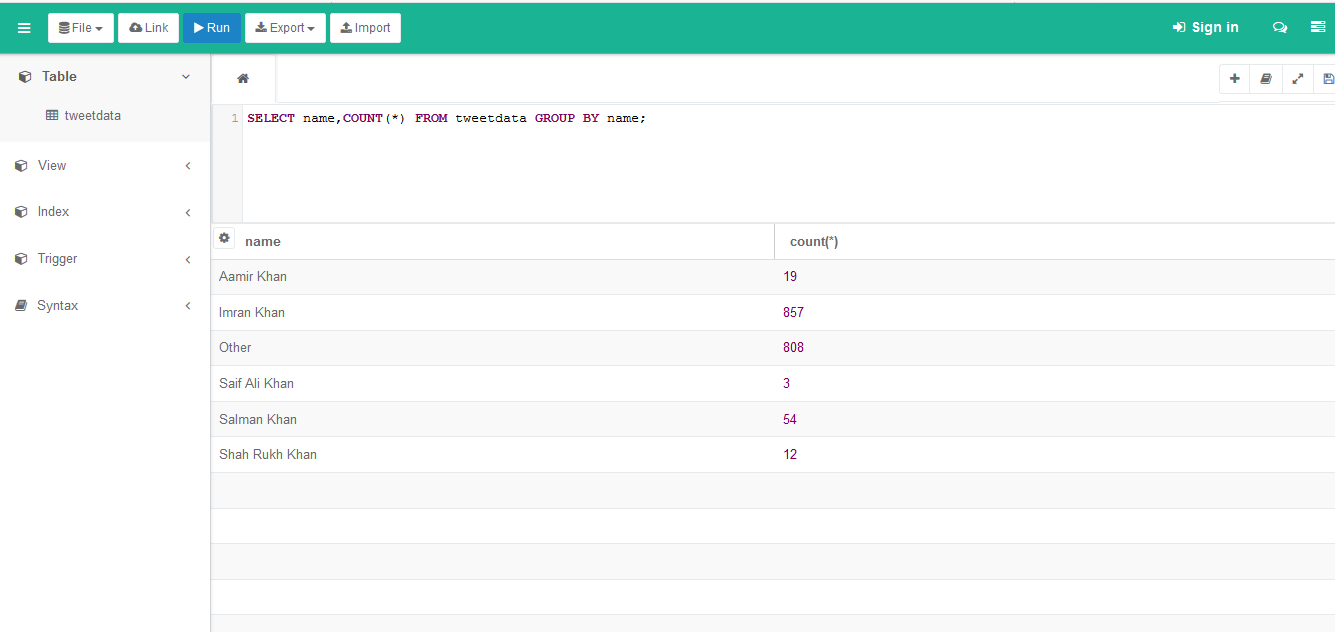 File Link Run Export Import Sign in
Table
tweetdata
View
Index
Trigger
Syntax
1 SELECT name,COUNT(*) FROM tweetdata GROUP BY name;
name count(*)
Aamir Khan 19
Imran Khan 857
Other 808
Saif Ali Khan 3
Salman Khan 54
Shah Rukh Khan 12